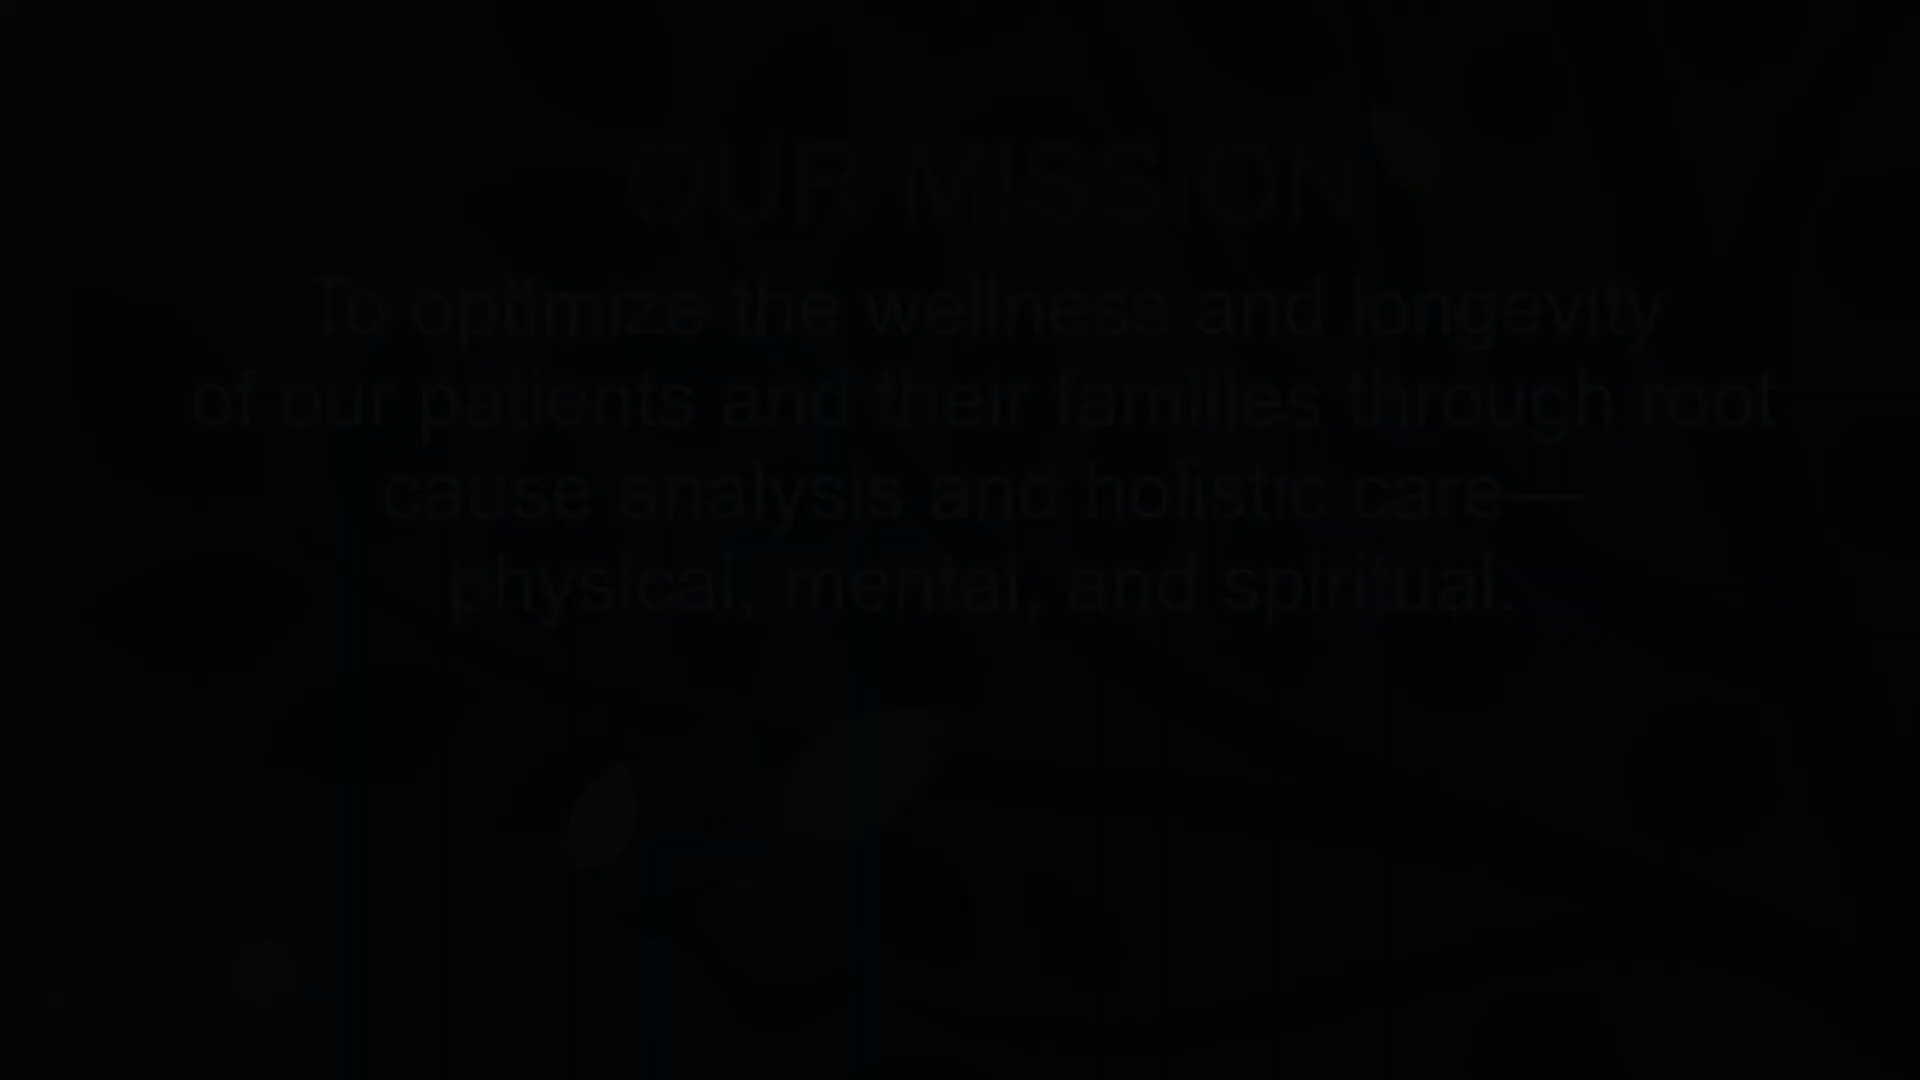 OUR MISSION
To optimize the wellness and longevity
of our patients and their families through root
cause analysis and holistic care—
physical, mental, and spiritual.